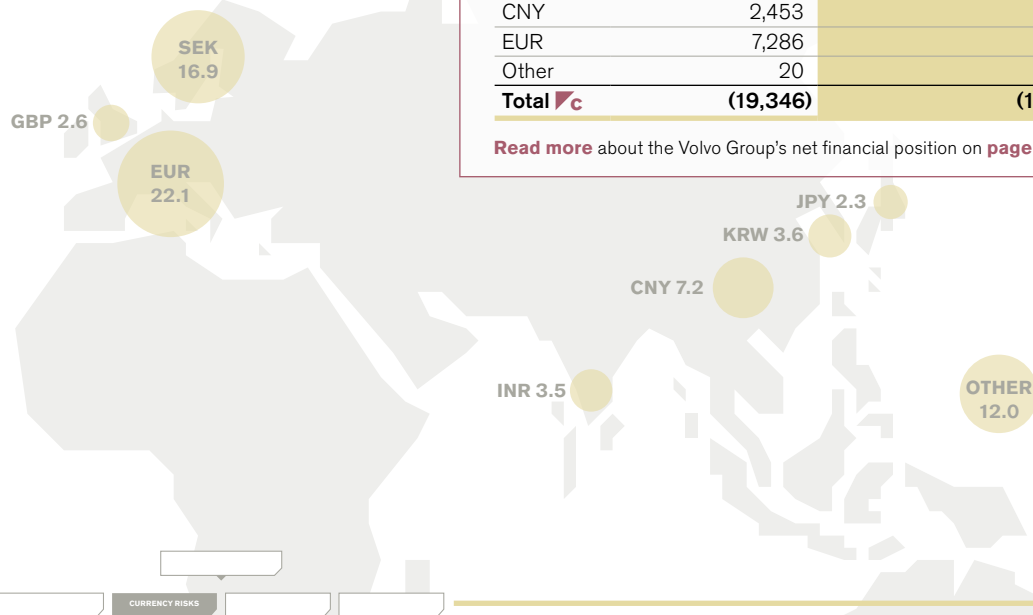 CNY 2,453
EUR 7,286
Other 20
Total c (19,346) (1
Read more about the Volvo Group's net financial position on page
SEK
16.9
GBP 2.6
EUR
22.1
JPY 2.3
KRW 3.6
CNY 7.2
INR 3.5
OTHER
12.0
CURRENCY RISKS